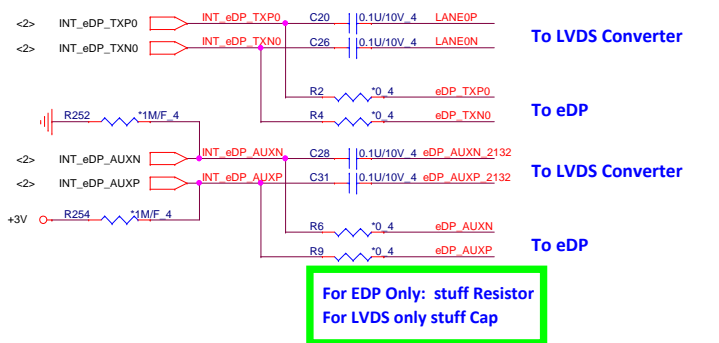 <2> INT_eDP_TXP0 INT_eDP_TXP0 C20 0.1U/10V_4 LANE0P
<2> INT_eDP_TXN0 INT_eDP_TXN0 C26 0.1U/10V_4 LANE0N
To LVDS Converter
R2 *0_4 eDP_TXP0
R4 *0_4 eDP_TXN0
To eDP
R252 *1M/F_4
<2> INT_eDP_AUXN INT_eDP_AUXN C28 0.1U/10V_4 eDP_AUXN_2132
<2> INT_eDP_AUXP INT_eDP_AUXP C31 0.1U/10V_4 eDP_AUXP_2132
To LVDS Converter
+3V R254 *1M/F_4
R6 *0_4 eDP_AUXN
R9 *0_4 eDP_AUXP
To eDP
For EDP Only: stuff Resistor
For LVDS only stuff Cap